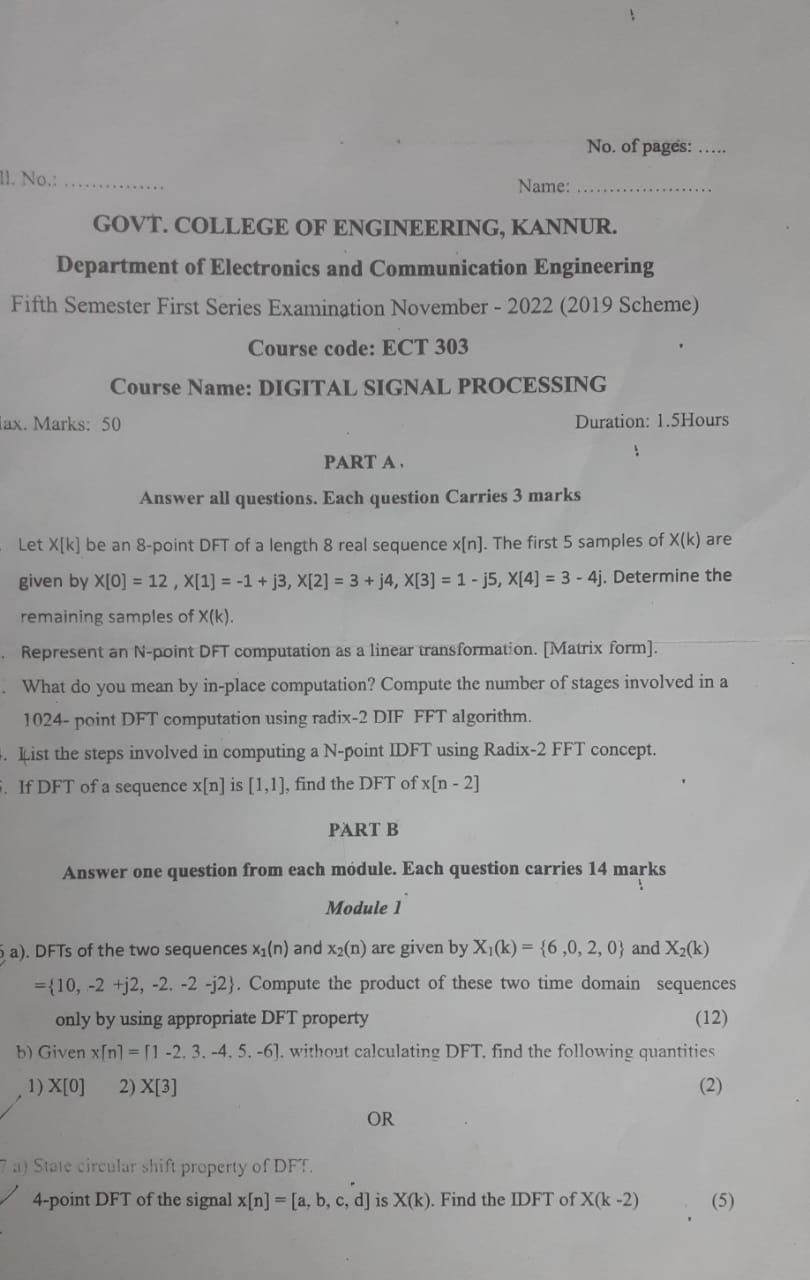 No. of pages: .....
ll. No.: ...............
Name: .....................
GOVT. COLLEGE OF ENGINEERING, KANNUR.
Department of Electronics and Communication Engineering
Fifth Semester First Series Examination November - 2022 (2019 Scheme)
Course code: ECT 303
Course Name: DIGITAL SIGNAL PROCESSING
ax. Marks: 50
Duration: 1.5Hours
PART A
Answer all questions. Each question Carries 3 marks
Let X[k] be an 8-point DFT of a length 8 real sequence x[n]. The first 5 samples of X(k) are
given by X[0] = 12 , X[1] = -1 + j3, X[2] = 3 + j4, X[3] = 1 - j5, X[4] = 3 - 4j. Determine the
remaining samples of X(k).
. Represent an N-point DFT computation as a linear transformation. [Matrix form].
. What do you mean by in-place computation? Compute the number of stages involved in a
1024- point DFT computation using radix-2 DIF FFT algorithm.
. List the steps involved in computing a N-point IDFT using Radix-2 FFT concept.
. If DFT of a sequence x[n] is [1,1], find the DFT of x[n - 2]
PART B
Answer one question from each module. Each question carries 14 marks
Module 1
a). DFTs of the two sequences x₁(n) and x₂(n) are given by X₁(k) = {6 ,0, 2, 0} and X₂(k)
={10, -2 +j2, -2. -2 -j2}. Compute the product of these two time domain sequences
only by using appropriate DFT property (12)
b) Given x[n] = [1 -2, 3, -4, 5, -6], without calculating DFT, find the following quantities
1) X[0] 2) X[3] (2)
OR
7 a) State circular shift property of DFT.
4-point DFT of the signal x[n] = [a, b, c, d] is X(k). Find the IDFT of X(k -2) (5)